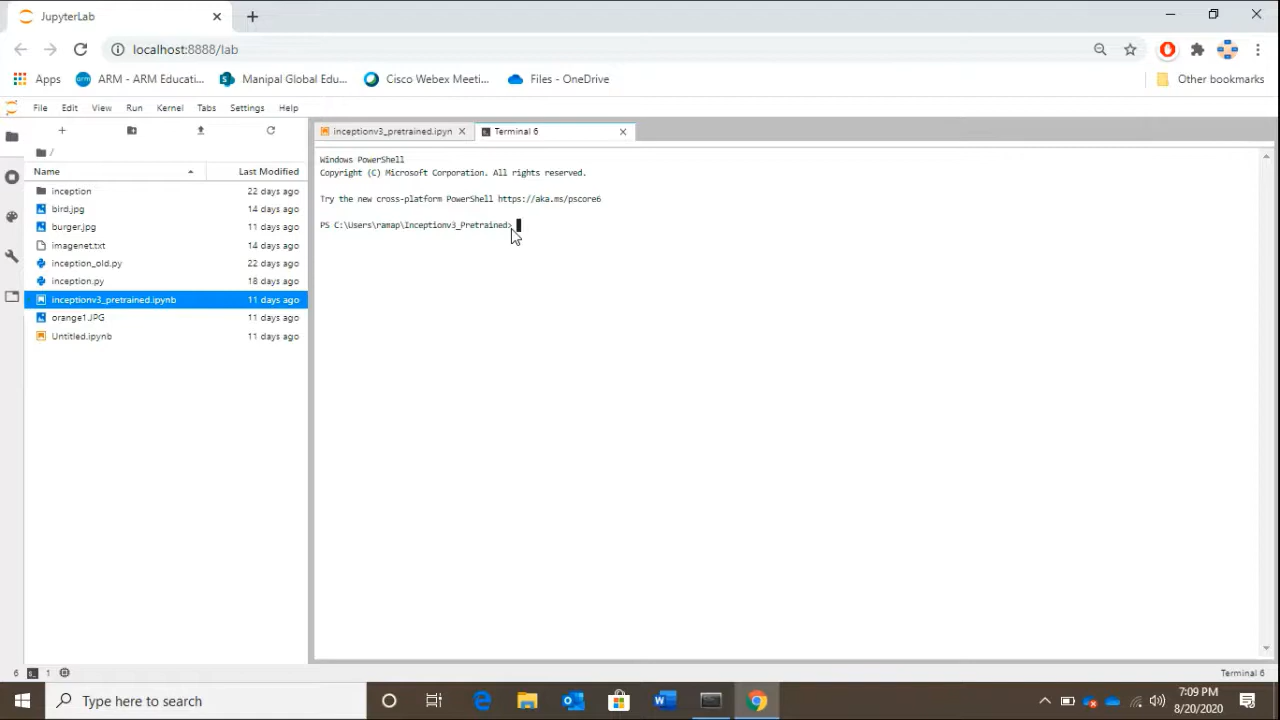 JupyterLab
localhost:8888/lab
Apps
ARM - ARM Educati...
Manipal Global Edu...
Cisco Webex Meeti...
Files - OneDrive
Other bookmarks
File Edit View Run Kernel Tabs Settings Help
inceptionv3_pretrained.ipyn
Terminal 6
/
Name Last Modified
inception 22 days ago
bird.jpg 14 days ago
burger.jpg 11 days ago
imagenet.txt 14 days ago
inception_old.py 22 days ago
inception.py 18 days ago
inceptionv3_pretrained.ipynb 11 days ago
orange1.JPG 11 days ago
Untitled.ipynb 11 days ago
Windows PowerShell
Copyright (C) Microsoft Corporation. All rights reserved.
Try the new cross-platform PowerShell https://aka.ms/pscore6
PS C:\Users\ramap\Inceptionv3_Pretrained>
6 1
Terminal 6
Type here to search
7:09 PM
8/20/2020